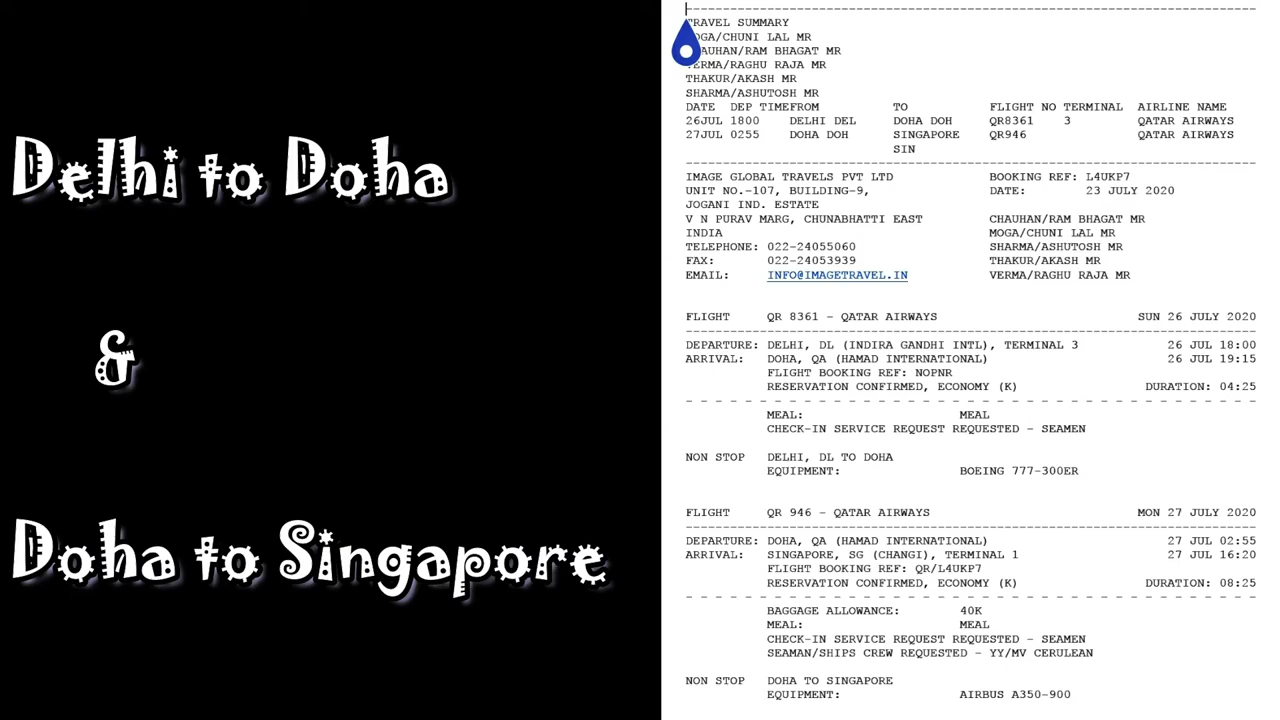 Delhi to Doha
&
Doha to Singapore
TRAVEL SUMMARY
MOGA/CHUNI LAL MR
CHAUHAN/RAM BHAGAT MR
VERMA/RAGHU RAJA MR
THAKUR/AKASH MR
SHARMA/ASHUTOSH MR
DATE DEP TIMEFROM TO FLIGHT NO TERMINAL AIRLINE NAME
26JUL 1800 DELHI DEL DOHA DOH QR8361 3 QATAR AIRWAYS
27JUL 0255 DOHA DOH SINGAPORE QR946 QATAR AIRWAYS
SIN
IMAGE GLOBAL TRAVELS PVT LTD BOOKING REF: L4UKP7
UNIT NO.-107, BUILDING-9, DATE: 23 JULY 2020
JOGANI IND. ESTATE
V N PURAV MARG, CHUNABHATTI EAST CHAUHAN/RAM BHAGAT MR
INDIA MOGA/CHUNI LAL MR
TELEPHONE: 022-24055060 SHARMA/ASHUTOSH MR
FAX: 022-24053939 THAKUR/AKASH MR
EMAIL: INFO@IMAGETRAVEL.IN VERMA/RAGHU RAJA MR
FLIGHT QR 8361 - QATAR AIRWAYS SUN 26 JULY 2020
DEPARTURE: DELHI, DL (INDIRA GANDHI INTL), TERMINAL 3 26 JUL 18:00
ARRIVAL: DOHA, QA (HAMAD INTERNATIONAL) 26 JUL 19:15
FLIGHT BOOKING REF: NOPNR
RESERVATION CONFIRMED, ECONOMY (K) DURATION: 04:25
MEAL: MEAL
CHECK-IN SERVICE REQUEST REQUESTED - SEAMEN
NON STOP DELHI, DL TO DOHA
EQUIPMENT: BOEING 777-300ER
FLIGHT QR 946 - QATAR AIRWAYS MON 27 JULY 2020
DEPARTURE: DOHA, QA (HAMAD INTERNATIONAL) 27 JUL 02:55
ARRIVAL: SINGAPORE, SG (CHANGI), TERMINAL 1 27 JUL 16:20
FLIGHT BOOKING REF: QR/L4UKP7
RESERVATION CONFIRMED, ECONOMY (K) DURATION: 08:25
BAGGAGE ALLOWANCE: 40K
MEAL: MEAL
CHECK-IN SERVICE REQUEST REQUESTED - SEAMEN
SEAMAN/SHIPS CREW REQUESTED - YY/MV CERULEAN
NON STOP DOHA TO SINGAPORE
EQUIPMENT: AIRBUS A350-900